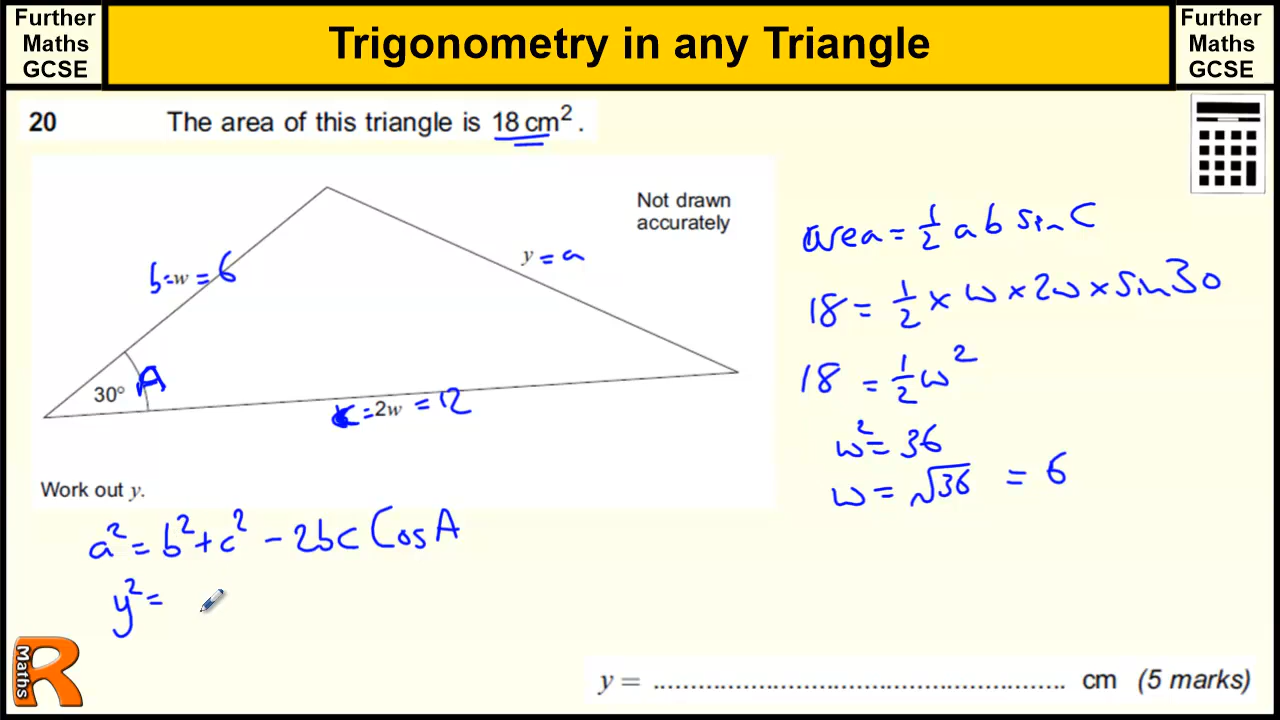 Further
Maths
GCSE
Trigonometry in any Triangle
Further
Maths
GCSE
20 The area of this triangle is 18 cm².
Not drawn
accurately
b=w = 6
y = a
30° A
c=2w = 12
Work out y.
area = 1/2 ab sin C
18 = 1/2 × w × 2w × sin 30
18 = 1/2 w²
w² = 36
w = √36 = 6
a² = b² + c² - 2bc Cos A
y² =
R
Maths
y = ........................................................... cm (5 marks)